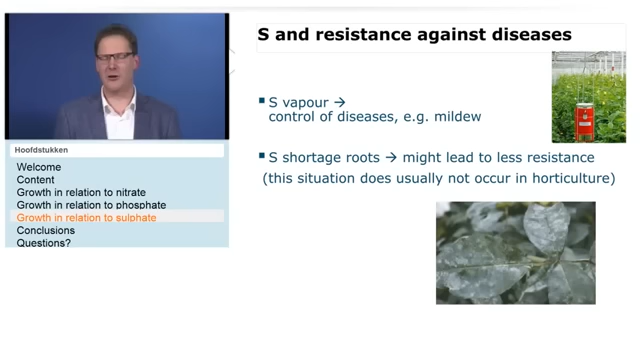 S and resistance against diseases
▪ S vapour →
control of diseases, e.g. mildew
▪ S shortage roots → might lead to less resistance
(this situation does usually not occur in horticulture)
Hoofdstukken
Welcome
Content
Growth in relation to nitrate
Growth in relation to phosphate
Growth in relation to sulphate
Conclusions
Questions?